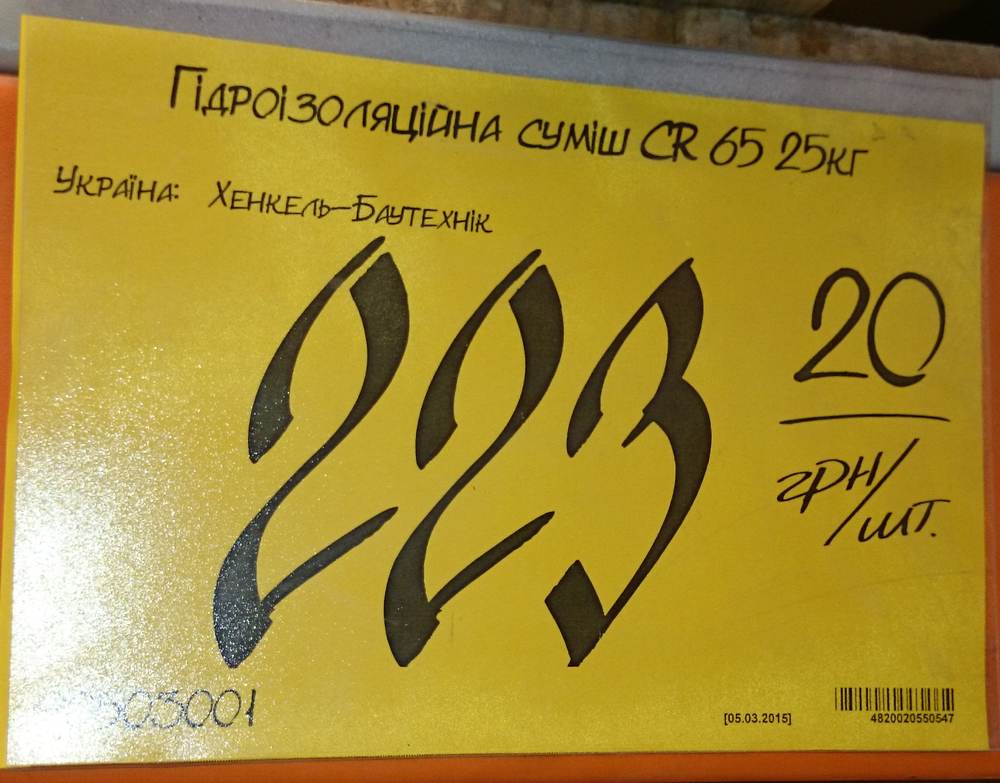 Гідроізоляційна суміш CR 65 25кг
Україна: Хенкель-Баутехнік
223 20
грн/шт.
[05.03.2015]
4820020550547